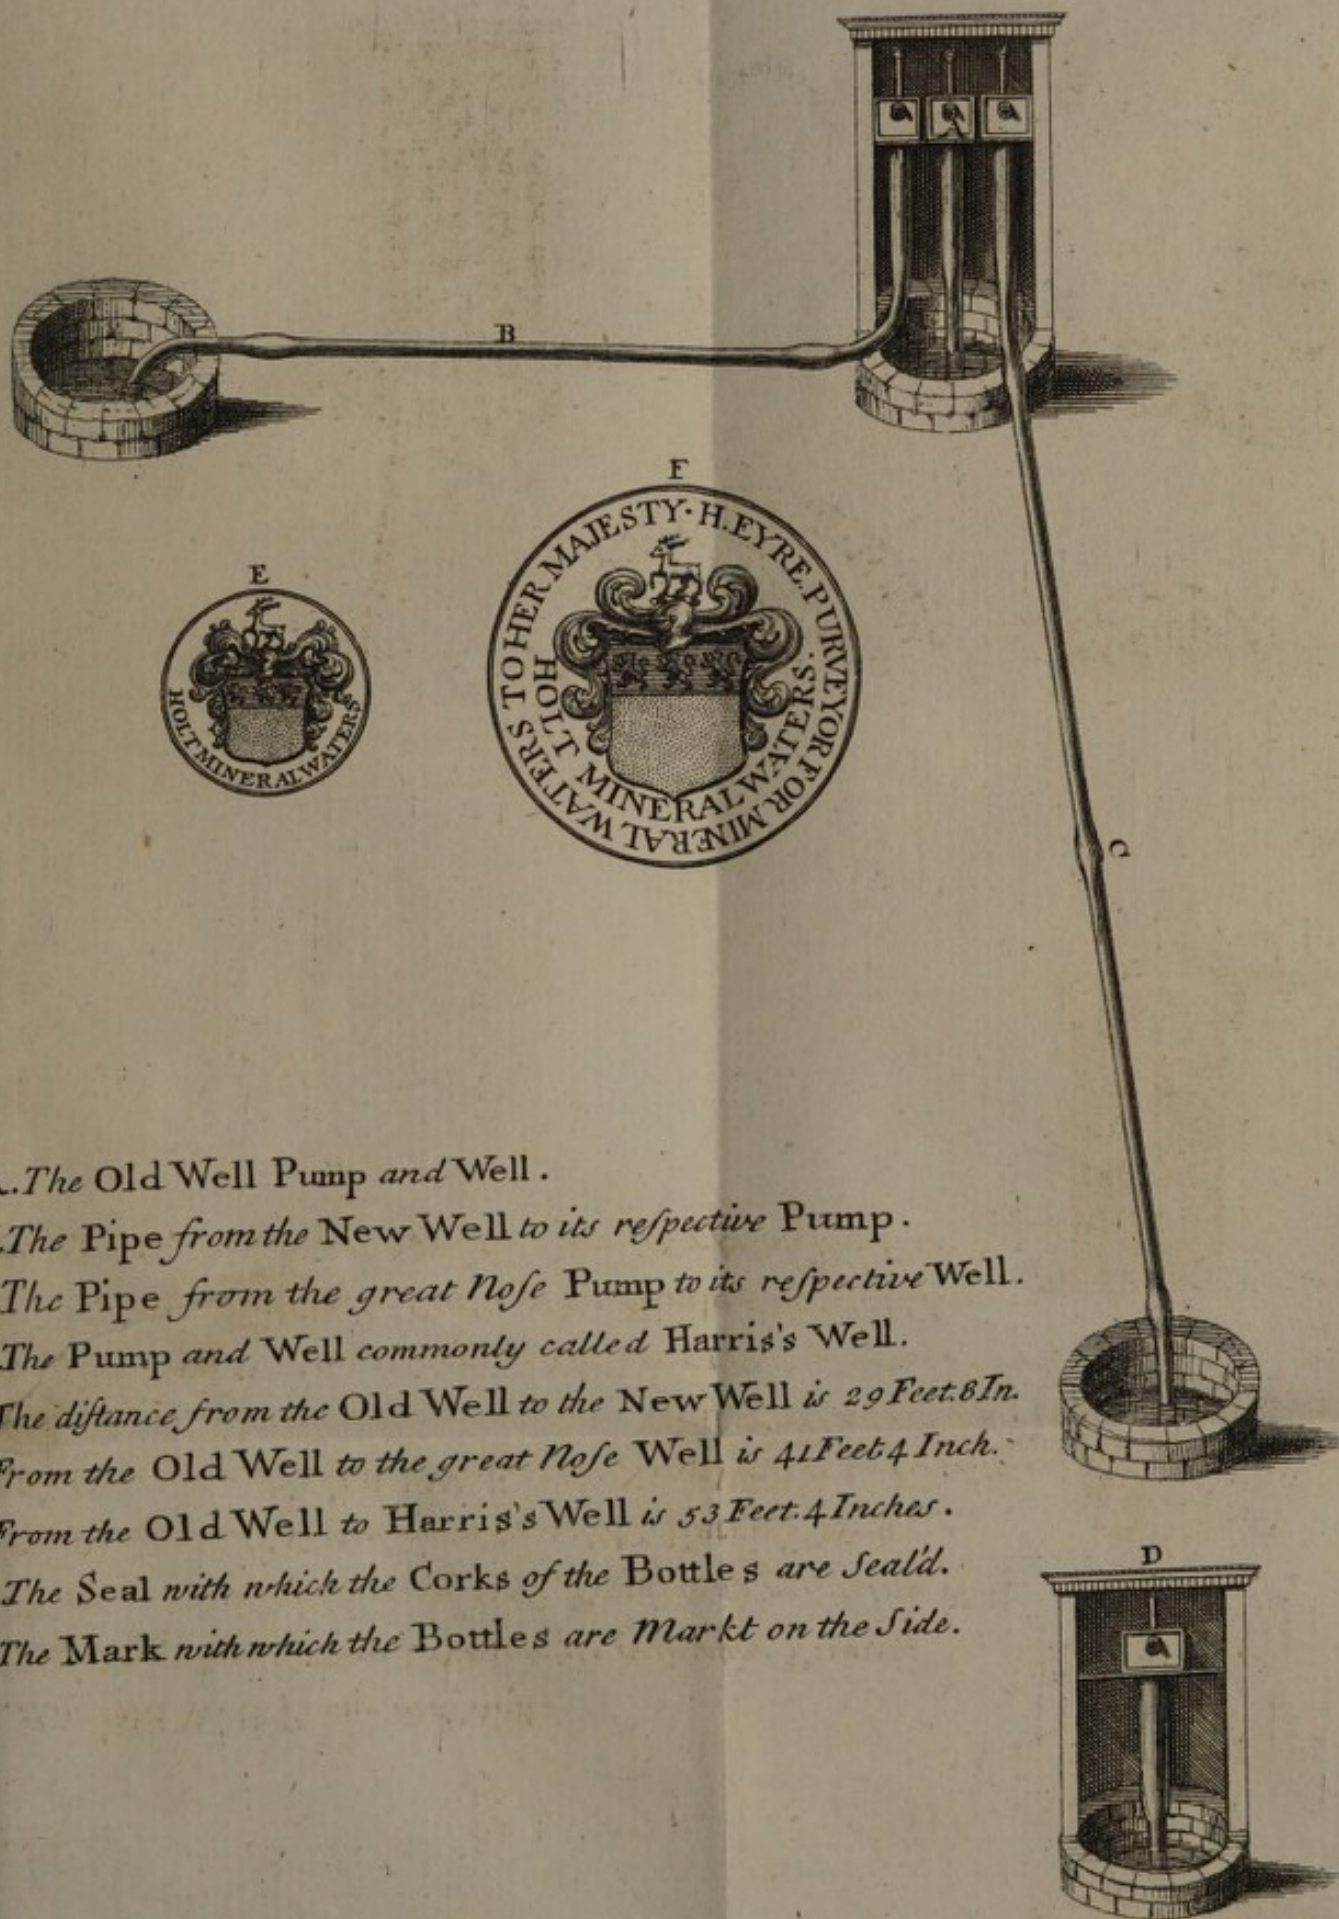 B
F
H. EYRE. PURVEYOR FOR MINERAL WATERS TO HER MAJESTY.
HOLT MINERAL WATERS.
E
HOLT MINERAL WATERS
C
.The Old Well Pump and Well.
.The Pipe from the New Well to its reſpective Pump.
The Pipe from the great Noſe Pump to its reſpective Well.
The Pump and Well commonly called Harris's Well.
The diſtance from the Old Well to the New Well is 29 Feet. 8 In.
From the Old Well to the great Noſe Well is 41 Feet 4 Inch.
From the Old Well to Harris's Well is 53 Feet. 4 Inches.
The Seal with which the Corks of the Bottles are Seal'd.
The Mark with which the Bottles are Markt on the Side.
D